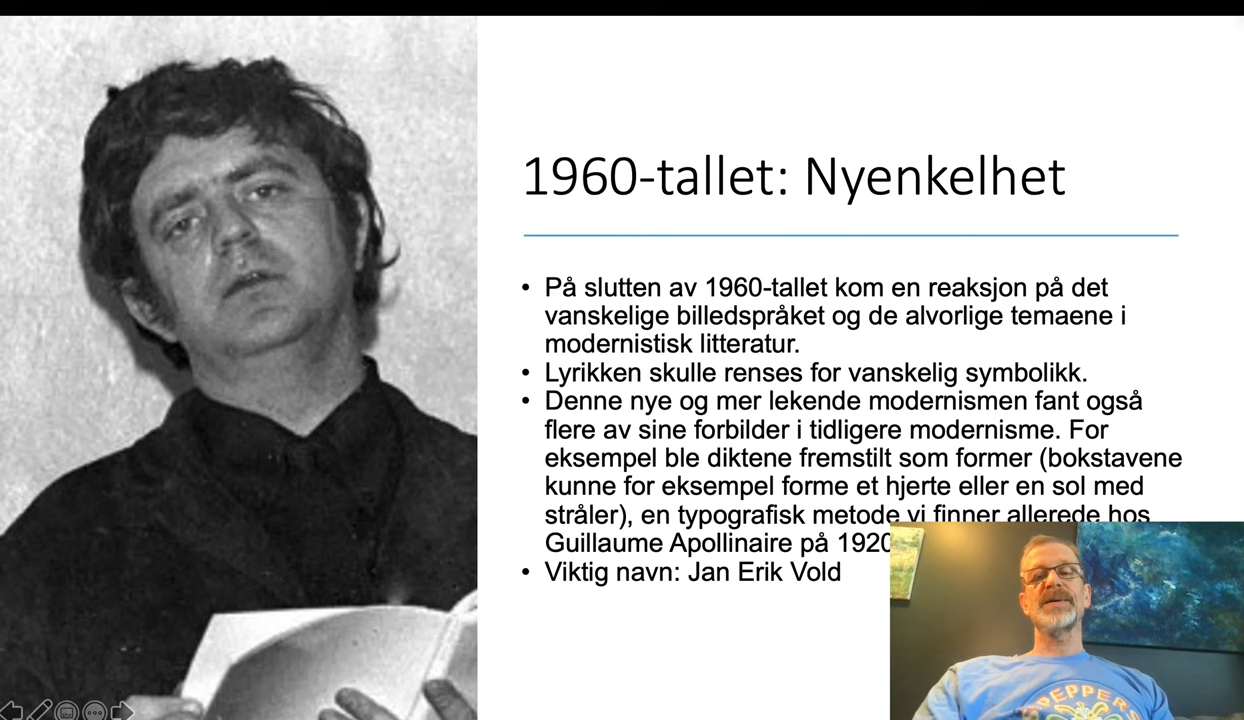 1960-tallet: Nyenkelhet
• På slutten av 1960-tallet kom en reaksjon på det
vanskelige billedspråket og de alvorlige temaene i
modernistisk litteratur.
• Lyrikken skulle renses for vanskelig symbolikk.
• Denne nye og mer lekende modernismen fant også
flere av sine forbilder i tidligere modernisme. For
eksempel ble diktene fremstilt som former (bokstavene
kunne for eksempel forme et hjerte eller en sol med
stråler), en typografisk metode vi finner allerede hos
Guillaume Apollinaire på 1920
• Viktig navn: Jan Erik Vold